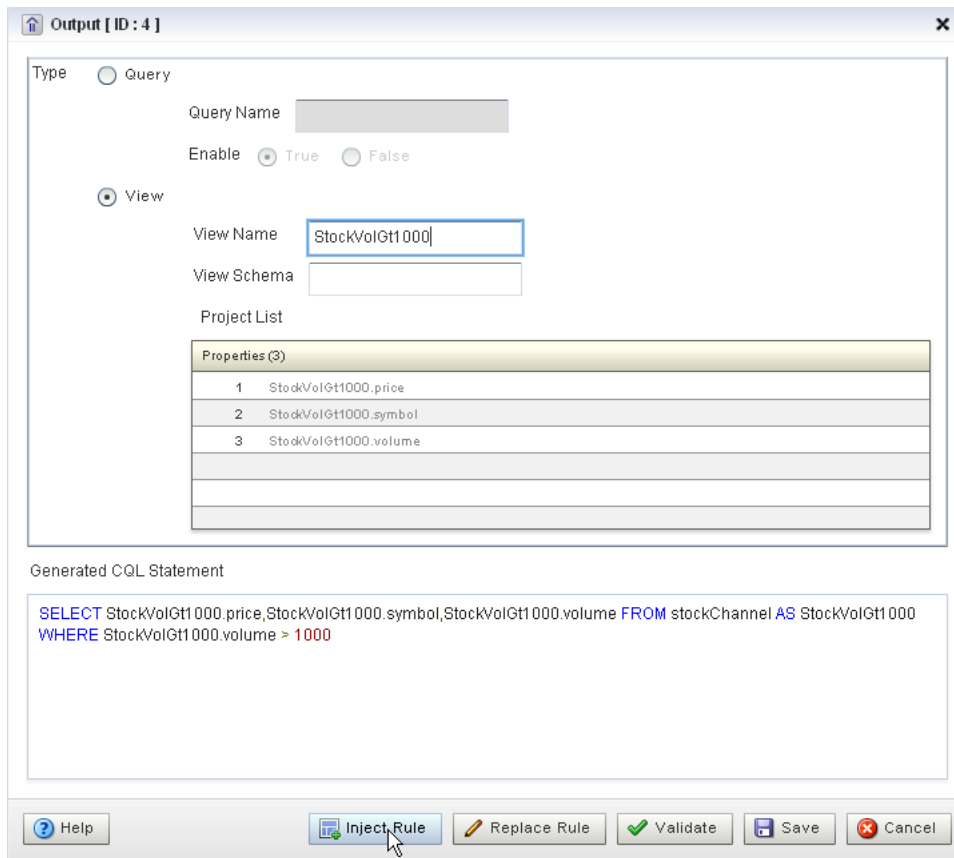 Output [ ID : 4 ]
Type
Query
Query Name
Enable
True
False
View
View Name
StockVolGt1000
View Schema
Project List
Properties (3)
1 StockVolGt1000.price
2 StockVolGt1000.symbol
3 StockVolGt1000.volume
Generated CQL Statement
SELECT StockVolGt1000.price,StockVolGt1000.symbol,StockVolGt1000.volume FROM stockChannel AS StockVolGt1000
WHERE StockVolGt1000.volume > 1000
Help
Inject Rule
Replace Rule
Validate
Save
Cancel